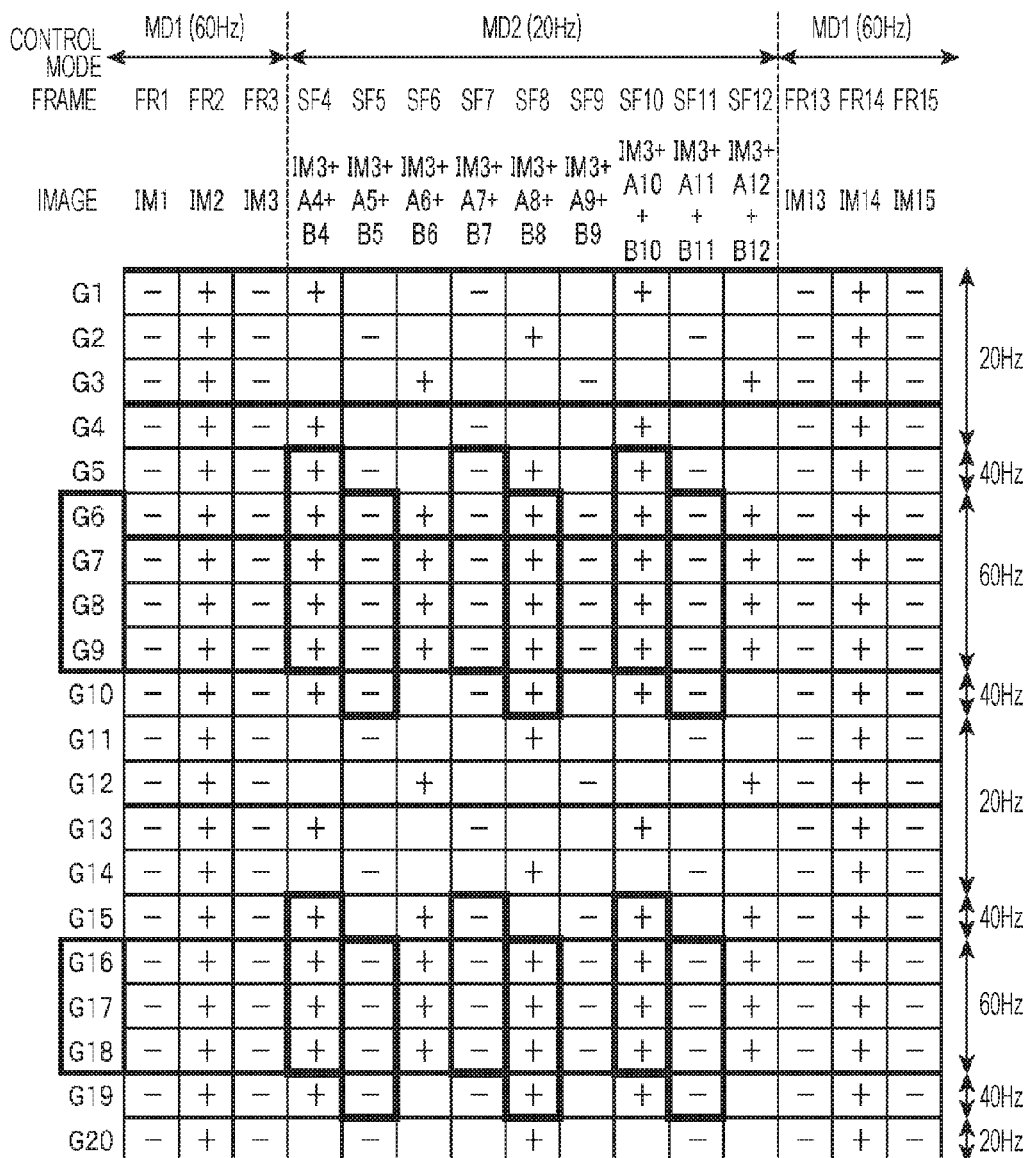 CONTROL MODE MD1 (60Hz) MD2 (20Hz) MD1 (60Hz)
FRAME FR1 FR2 FR3 SF4 SF5 SF6 SF7 SF8 SF9 SF10 SF11 SF12 FR13 FR14 FR15
IMAGE IM1 IM2 IM3 IM3+ A4+ B4 IM3+ A5+ B5 IM3+ A6+ B6 IM3+ A7+ B7 IM3+ A8+ B8 IM3+ A9+ B9 IM3+ A10 + B10 IM3+ A11 + B11 IM3+ A12 + B12 IM13 IM14 IM15
G1 − + − + − + − + −
G2 − + − − + − − + −
G3 − + − + − + − + −
20Hz
G4 − + − + − + − + −
G5 − + − + − − + + − − + − 40Hz
G6 − + − + − + − + − + − + − + −
G7 − + − + − + − + − + − + − + −
60Hz
G8 − + − + − + − + − + − + − + −
G9 − + − + − + − + − + − + − + −
G10 − + − + − − + + − − + − 40Hz
G11 − + − − + − − + −
G12 − + − + − + − + −
20Hz
G13 − + − + − + − + −
G14 − + − − + − − + −
G15 − + − + + − − + + − + − 40Hz
G16 − + − + − + − + − + − + − + −
G17 − + − + − + − + − + − + − + − 60Hz
G18 − + − + − + − + − + − + − + −
G19 − + − + − − + + − − + − 40Hz
G20 − + − − + − − + − 20Hz